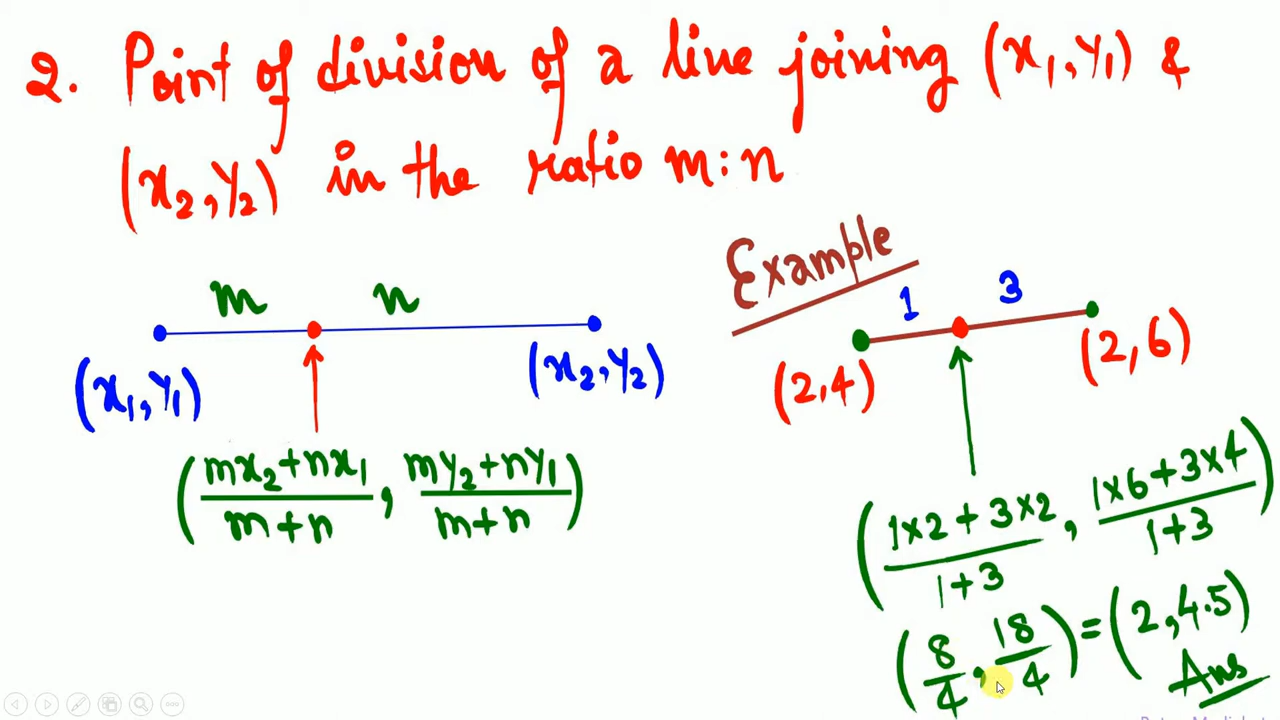 2. Point of division of a line joining (x₁,y₁) &
(x₂,y₂) in the ratio m:n
Example
m n
1 3
(x₁,y₁) (x₂,y₂)
(2,4) (2,6)
(mx₂+nx₁/m+n, my₂+ny₁/m+n)
(1×2+3×2/1+3, 1×6+3×4/1+3)
(8/4, 18/4)=(2,4.5)
Ans